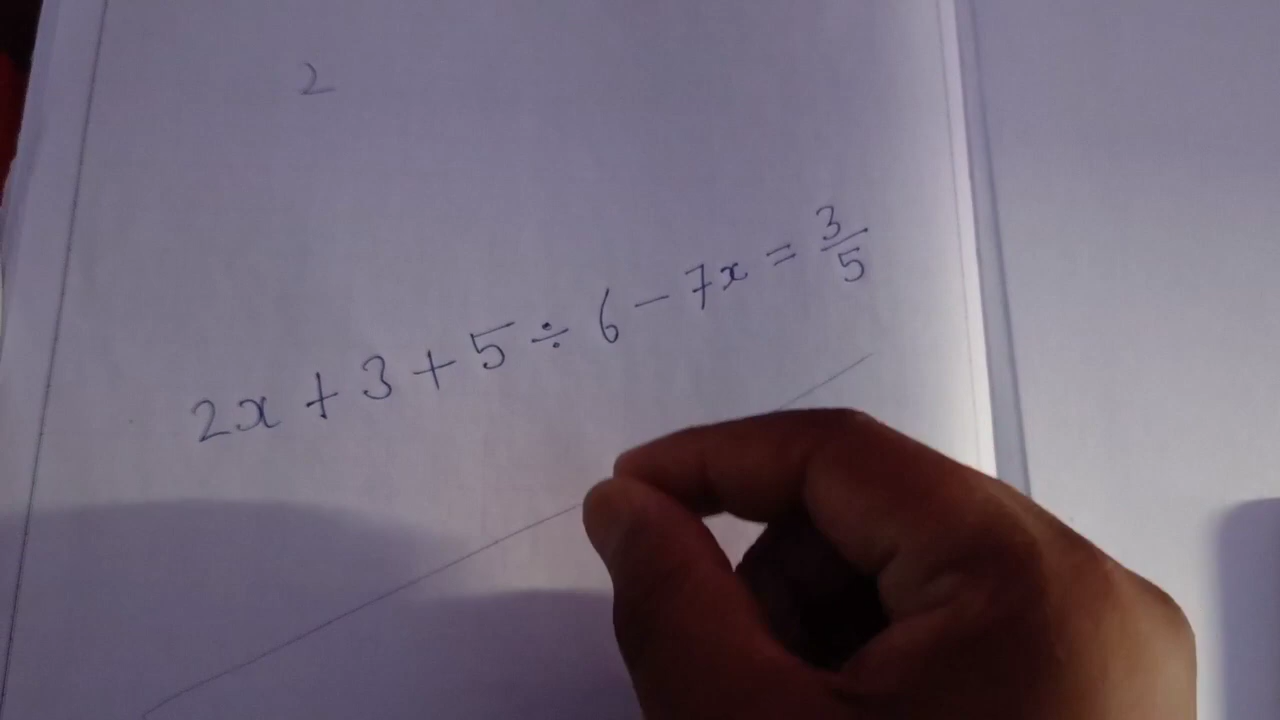 2
2x + 3 + 5 ÷ 6 - 7x = 3/5